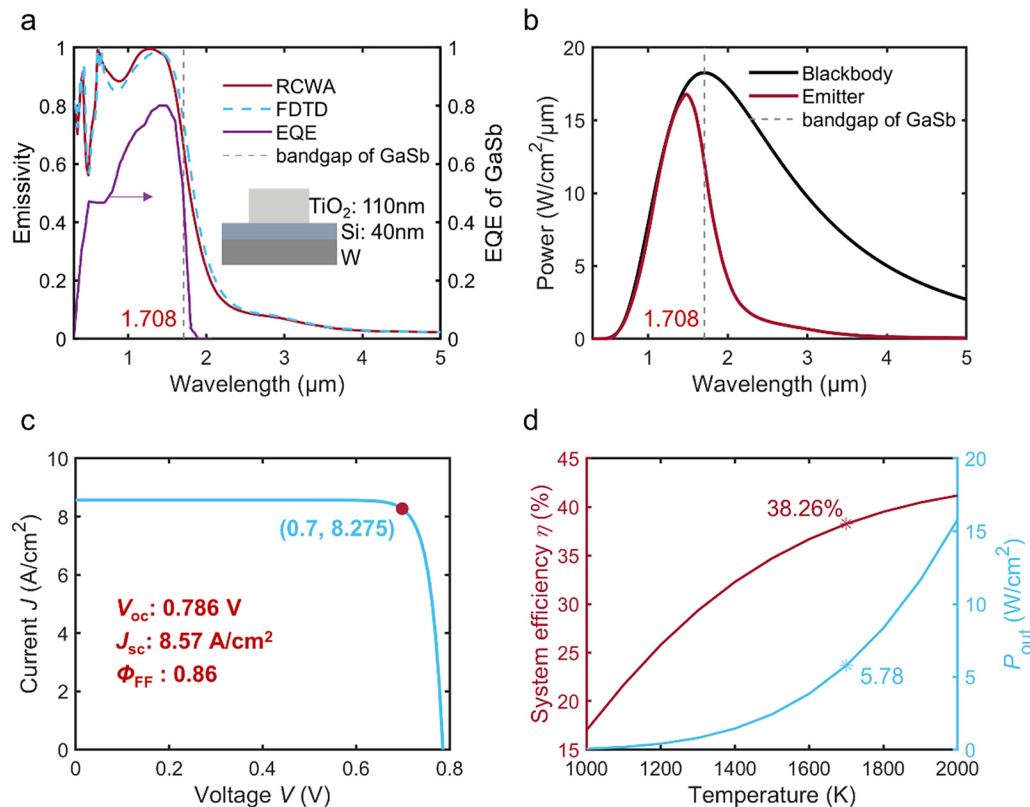 a
Emissivity
EQE of GaSb
1
0.8
0.6
0.4
0.2
0
1
0.8
0.6
0.4
0.2
0
RCWA
FDTD
EQE
bandgap of GaSb
TiO₂: 110nm
Si: 40nm
W
1.708
1 2 3 4 5
Wavelength (μm)
b
Power (W/cm²/μm)
20
15
10
5
0
Blackbody
Emitter
bandgap of GaSb
1.708
1 2 3 4 5
Wavelength (μm)
c
Current J (A/cm²)
10
8
6
4
2
0
(0.7, 8.275)
Voc: 0.786 V
Jsc: 8.57 A/cm²
ΦFF : 0.86
0 0.2 0.4 0.6 0.8
Voltage V (V)
d
System efficiency η (%)
45
40
35
30
25
20
15
38.26%
5.78
20
15
10
5
0
Pout (W/cm²)
1000 1200 1400 1600 1800 2000
Temperature (K)